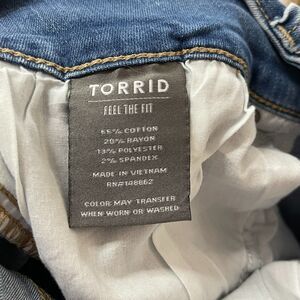 TORRID
FEEL THE FIT
65% COTTON
20% RAYON
13% POLYESTER
2% SPANDEX
MADE IN VIETNAM
RN#148862
COLOR MAY TRANSFER
WHEN WORN OR WASHED